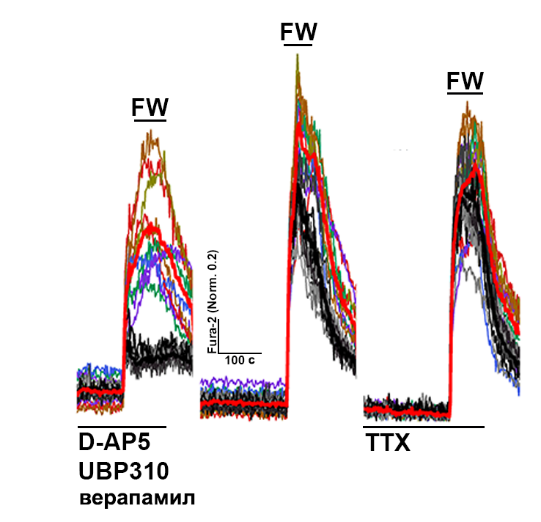 FW
FW
FW
Fura-2 (Norm. 0.2)
100 с
D-AP5
UBP310
верапамил
TTX